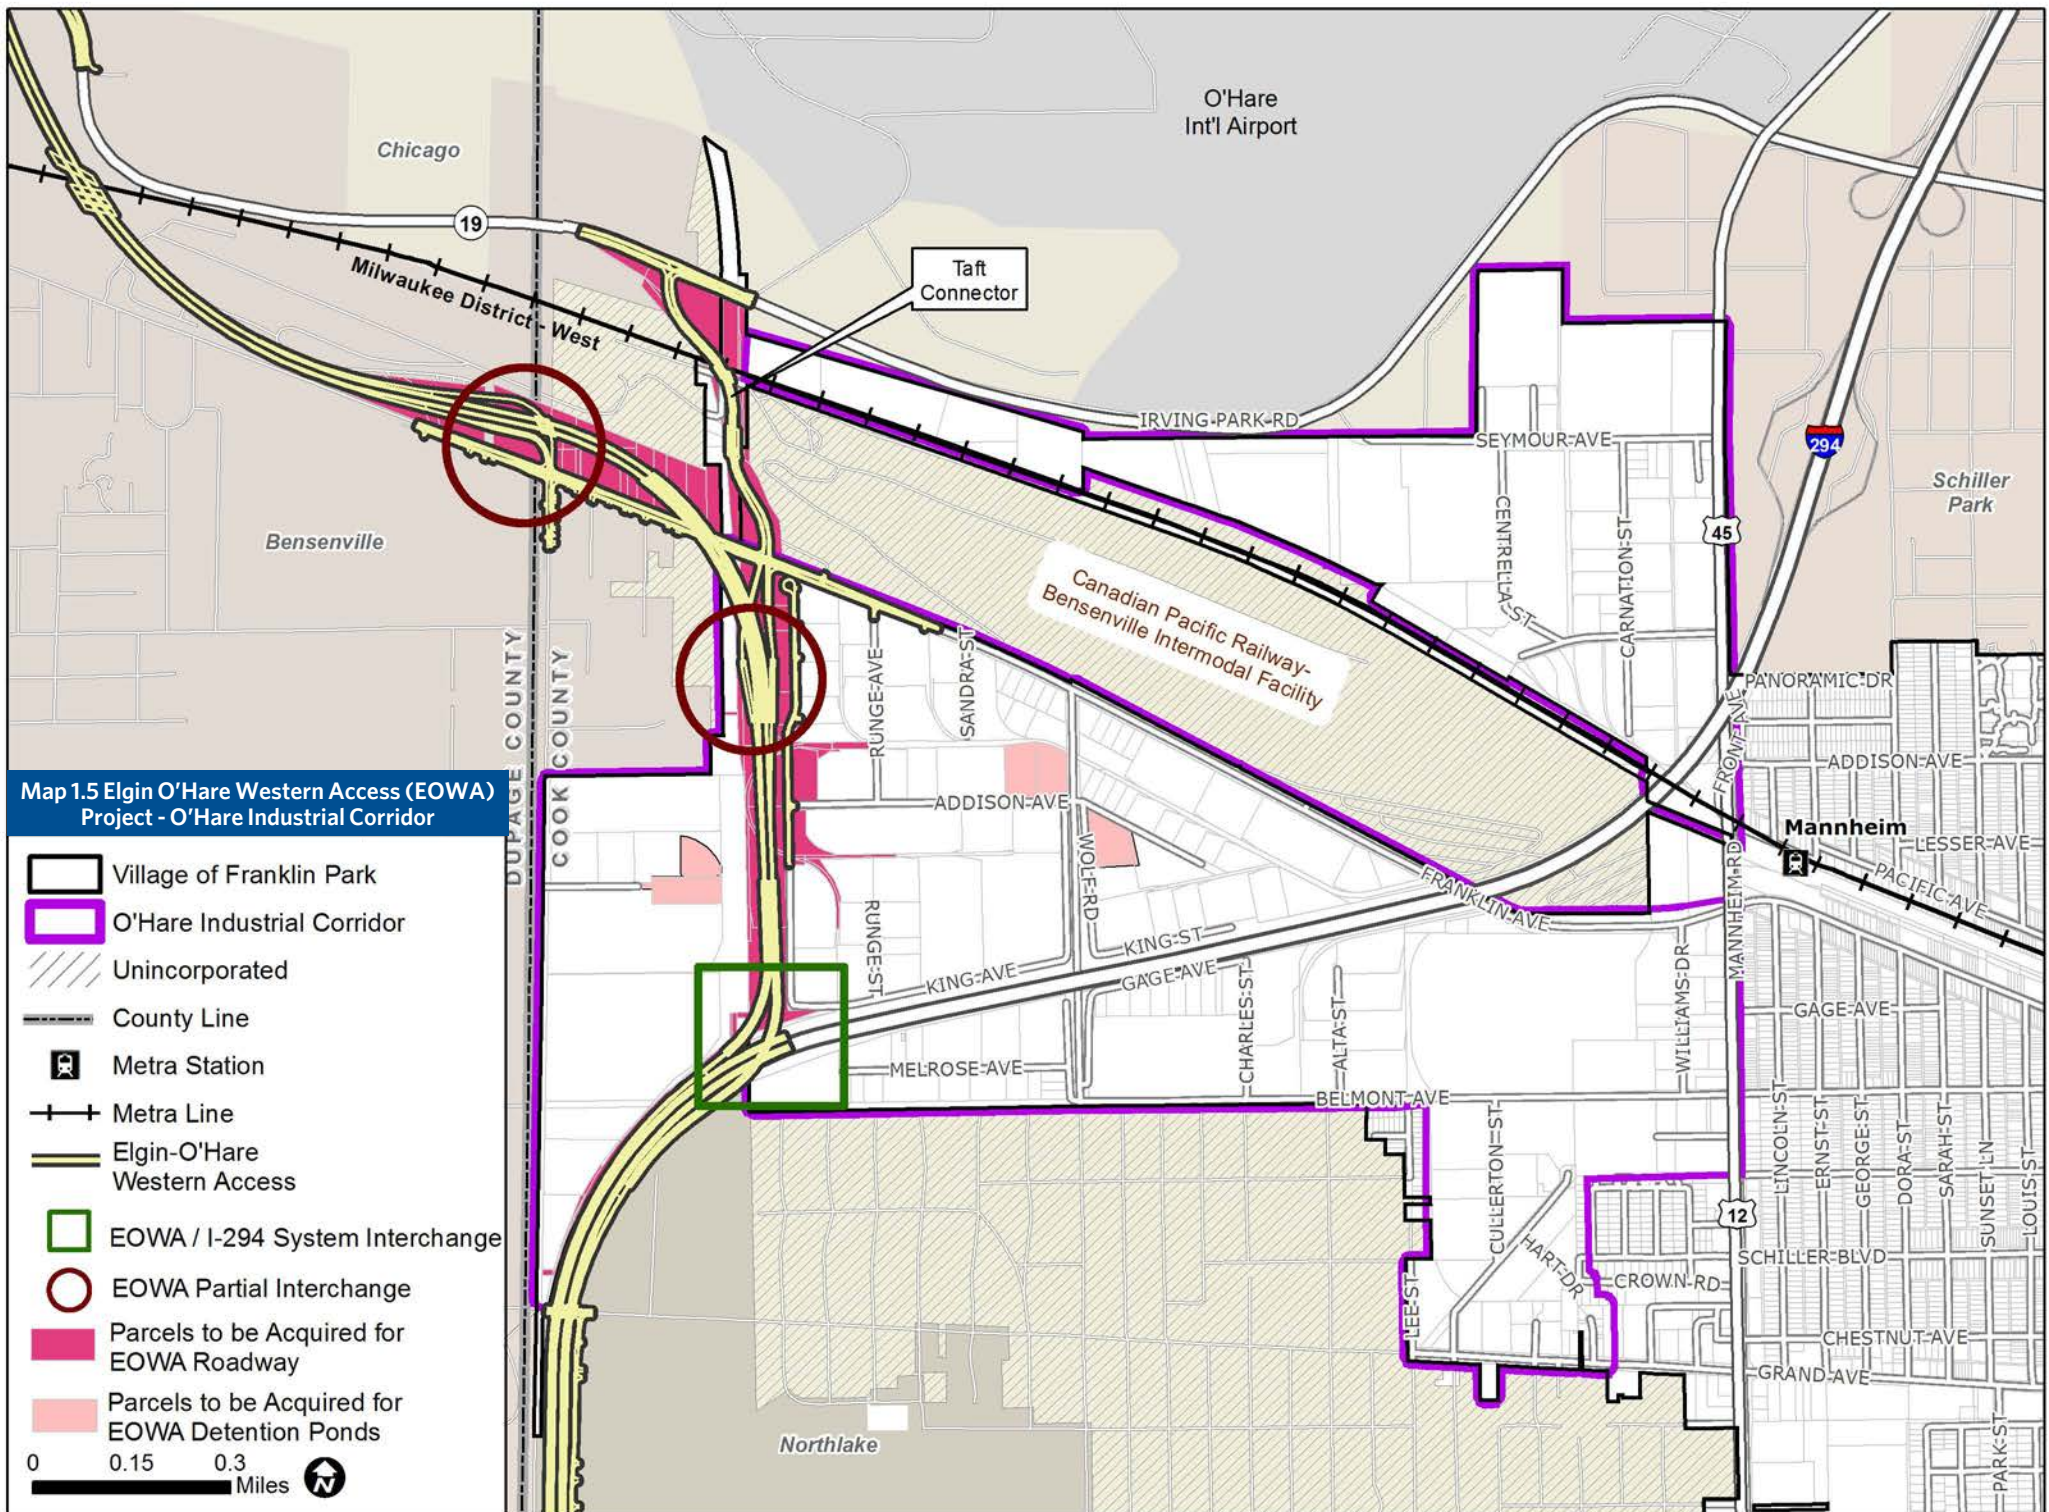 O'Hare
Int'l Airport
Chicago
19
Milwaukee District - West
Taft
Connector
IRVING PARK RD
SEYMOUR AVE
294
Schiller
Park
45
CENTRELLA ST
CARNATION ST
Bensenville
Canadian Pacific Railway-
Bensenville Intermodal Facility
DUPAGE COUNTY
COOK COUNTY
RUNGE AVE
SANDRA ST
PANORAMIC DR
FRONT AVE
ADDISON AVE
ADDISON AVE
Mannheim
LESSER AVE
PACIFIC AVE
WOLF RD
FRANKLIN AVE
MANNHEIM RD
RUNGE ST
KING ST
KING AVE
GAGE AVE
CHARLES ST
ALTA ST
WILLIAMS DR
GAGE AVE
MELROSE AVE
BELMONT AVE
LINCOLN ST
ERNST ST
GEORGE ST
DORA ST
SARAH ST
SUNSET LN
LOUIS ST
CULLERTON ST
12
HART DR
SCHILLER BLVD
CROWN RD
LEE ST
CHESTNUT AVE
GRAND AVE
PARK ST
Northlake
Map 1.5 Elgin O'Hare Western Access (EOWA)
Project - O'Hare Industrial Corridor
Village of Franklin Park
O'Hare Industrial Corridor
Unincorporated
County Line
Metra Station
Metra Line
Elgin-O'Hare
Western Access
EOWA / I-294 System Interchange
EOWA Partial Interchange
Parcels to be Acquired for
EOWA Roadway
Parcels to be Acquired for
EOWA Detention Ponds
0 0.15 0.3
Miles
N